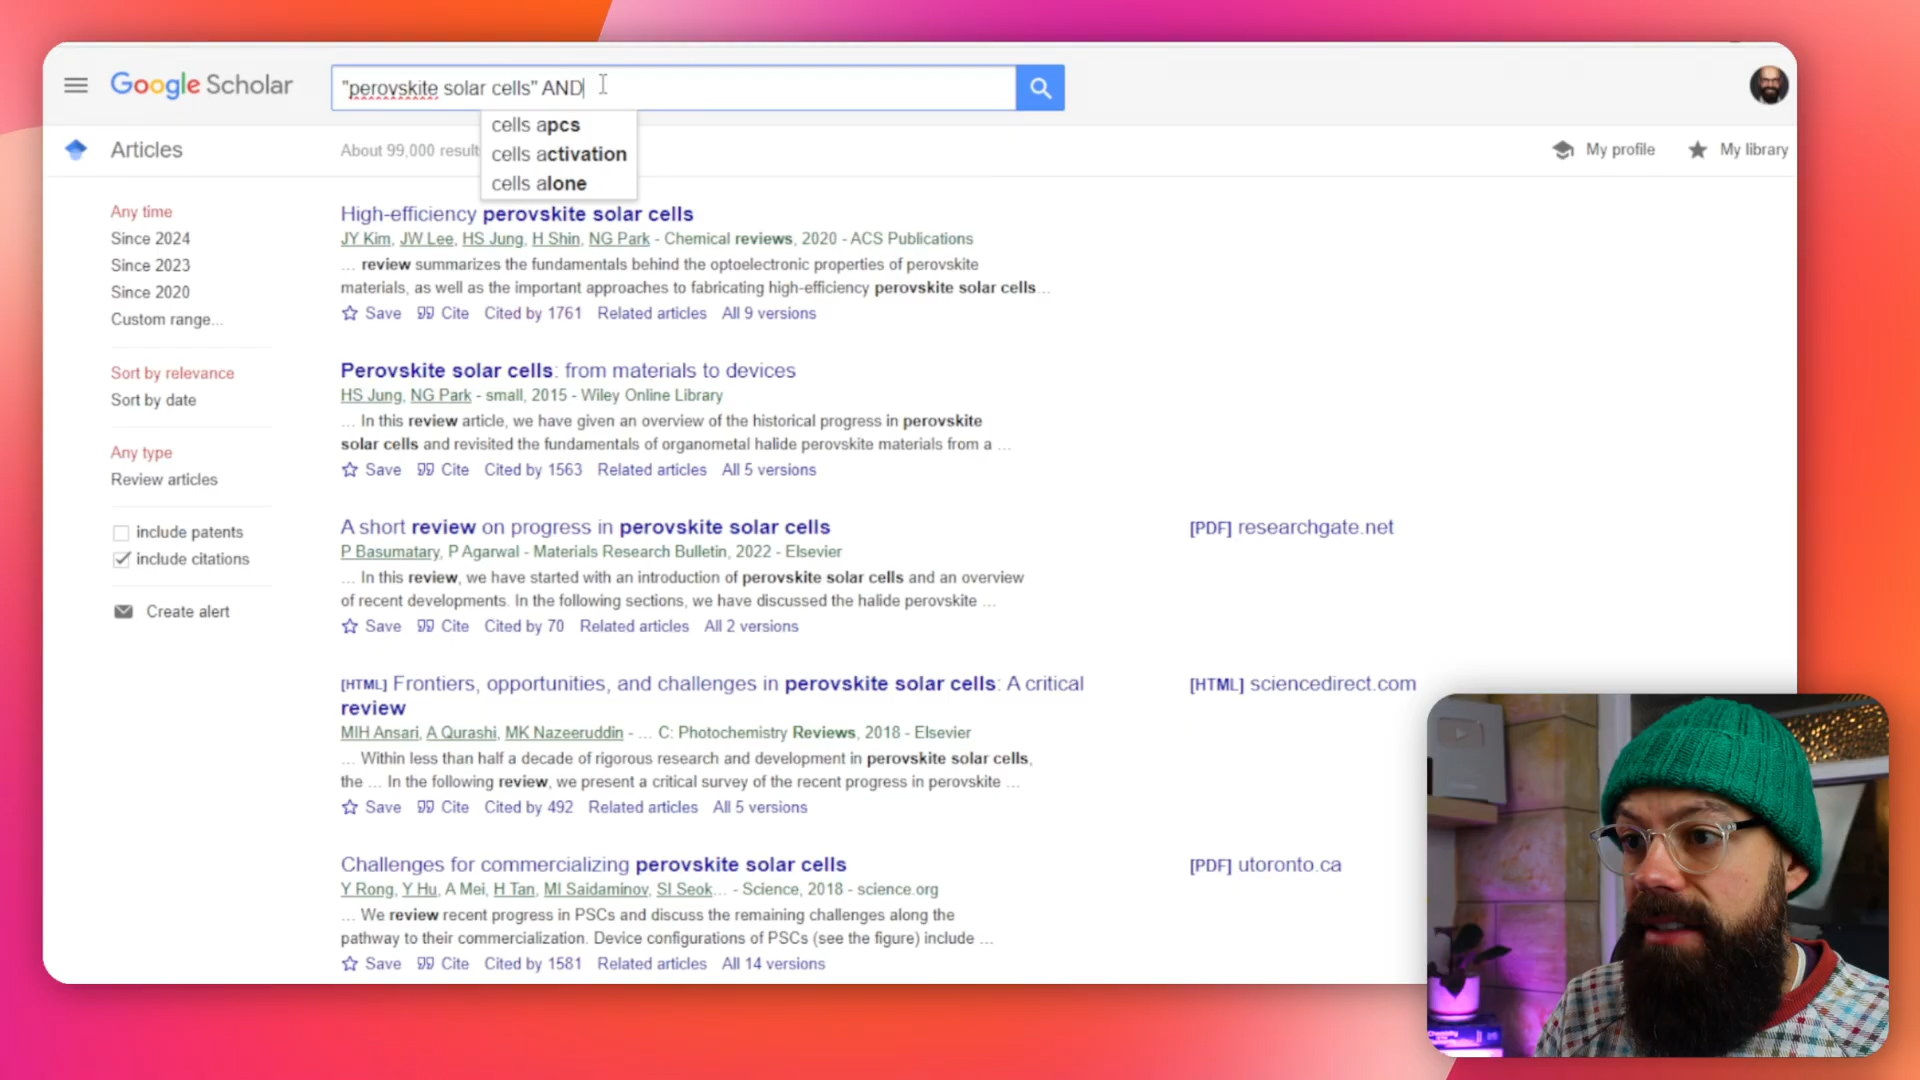 Google Scholar
"perovskite solar cells" AND
cells apcs
cells activation
cells alone
Articles
About 99,000 result
My profile
My library
Any time
Since 2024
Since 2023
Since 2020
Custom range...
Sort by relevance
Sort by date
Any type
Review articles
include patents
include citations
Create alert
High-efficiency perovskite solar cells
JY Kim, JW Lee, HS Jung, H Shin, NG Park - Chemical reviews, 2020 - ACS Publications
... review summarizes the fundamentals behind the optoelectronic properties of perovskite
materials, as well as the important approaches to fabricating high-efficiency perovskite solar cells...
Save Cite Cited by 1761 Related articles All 9 versions
Perovskite solar cells: from materials to devices
HS Jung, NG Park - small, 2015 - Wiley Online Library
... In this review article, we have given an overview of the historical progress in perovskite
solar cells and revisited the fundamentals of organometal halide perovskite materials from a ...
Save Cite Cited by 1563 Related articles All 5 versions
A short review on progress in perovskite solar cells
P Basumatary, P Agarwal - Materials Research Bulletin, 2022 - Elsevier
... In this review, we have started with an introduction of perovskite solar cells and an overview
of recent developments. In the following sections, we have discussed the halide perovskite ...
Save Cite Cited by 70 Related articles All 2 versions
[PDF] researchgate.net
[HTML] Frontiers, opportunities, and challenges in perovskite solar cells: A critical
review
MIH Ansari, A Qurashi, MK Nazeeruddin - ... C: Photochemistry Reviews, 2018 - Elsevier
... Within less than half a decade of rigorous research and development in perovskite solar cells,
the ... In the following review, we present a critical survey of the recent progress in perovskite ...
Save Cite Cited by 492 Related articles All 5 versions
[HTML] sciencedirect.com
Challenges for commercializing perovskite solar cells
Y Rong, Y Hu, A Mei, H Tan, MI Saidaminov, SI Seok... - Science, 2018 - science.org
... We review recent progress in PSCs and discuss the remaining challenges along the
pathway to their commercialization. Device configurations of PSCs (see the figure) include ...
Save Cite Cited by 1581 Related articles All 14 versions
[PDF] utoronto.ca